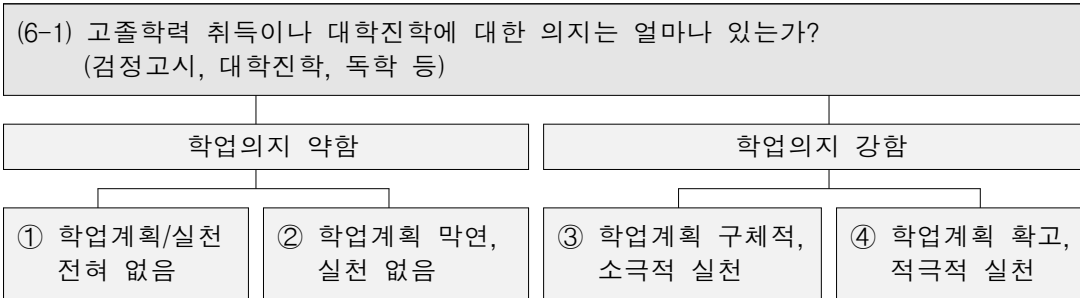 (6-1) 고졸학력 취득이나 대학진학에 대한 의지는 얼마나 있는가?
(검정고시, 대학진학, 독학 등)
학업의지 약함
학업의지 강함
① 학업계획/실천
전혀 없음
② 학업계획 막연,
실천 없음
③ 학업계획 구체적,
소극적 실천
④ 학업계획 확고,
적극적 실천